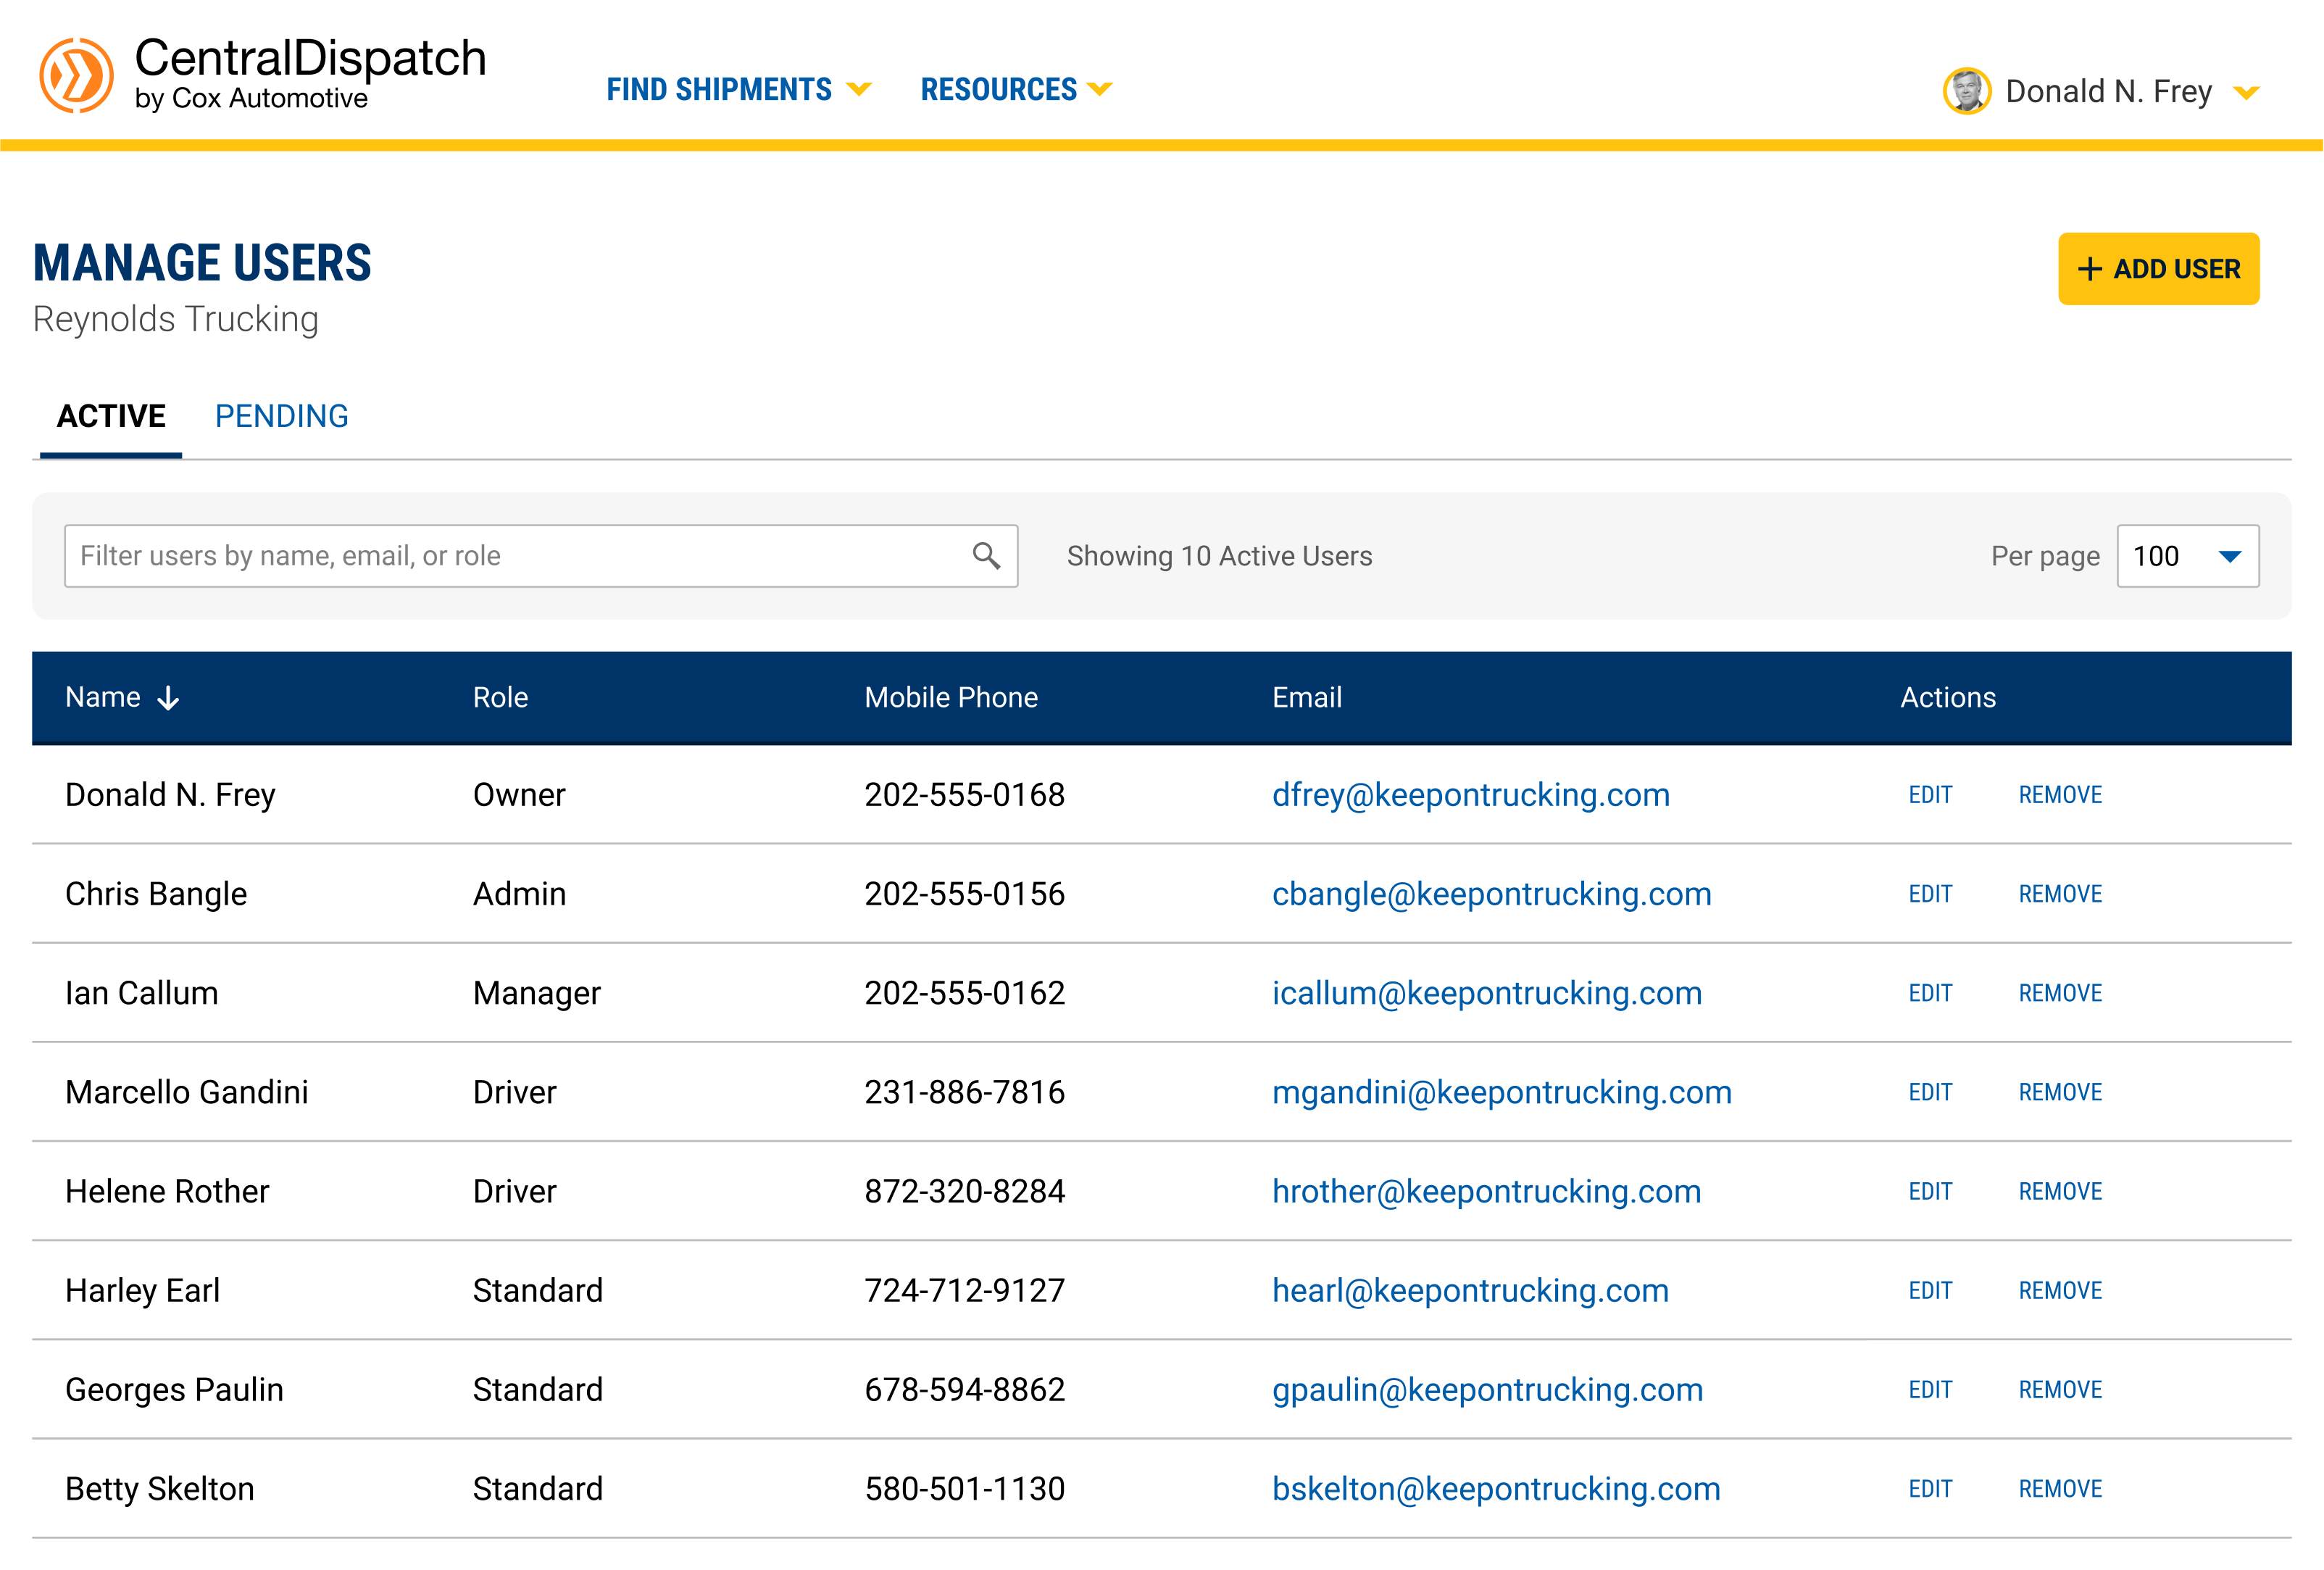 CentralDispatch
by Cox Automotive
FIND SHIPMENTS
RESOURCES
Donald N. Frey
MANAGE USERS
Reynolds Trucking
+ ADD USER
ACTIVE
PENDING
Filter users by name, email, or role
Showing 10 Active Users
Per page 100
Name Role Mobile Phone Email Actions
Donald N. Frey Owner 202-555-0168 dfrey@keepontrucking.com EDIT REMOVE
Chris Bangle Admin 202-555-0156 cbangle@keepontrucking.com EDIT REMOVE
Ian Callum Manager 202-555-0162 icallum@keepontrucking.com EDIT REMOVE
Marcello Gandini Driver 231-886-7816 mgandini@keepontrucking.com EDIT REMOVE
Helene Rother Driver 872-320-8284 hrother@keepontrucking.com EDIT REMOVE
Harley Earl Standard 724-712-9127 hearl@keepontrucking.com EDIT REMOVE
Georges Paulin Standard 678-594-8862 gpaulin@keepontrucking.com EDIT REMOVE
Betty Skelton Standard 580-501-1130 bskelton@keepontrucking.com EDIT REMOVE